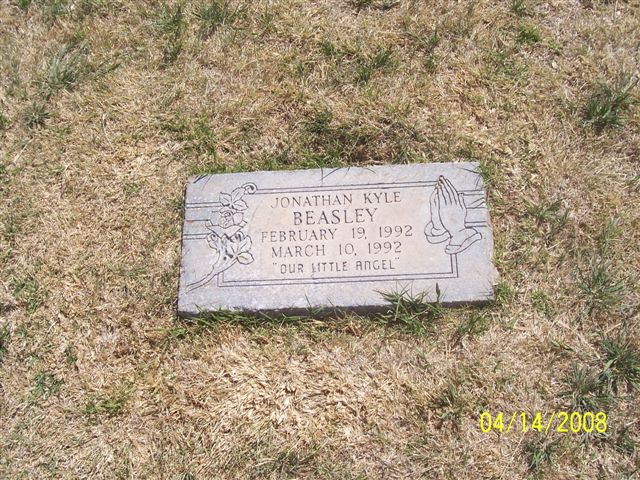 JONATHAN KYLE
BEASLEY
FEBRUARY 19, 1992
MARCH 10, 1992
"OUR LITTLE ANGEL"
04/14/2008